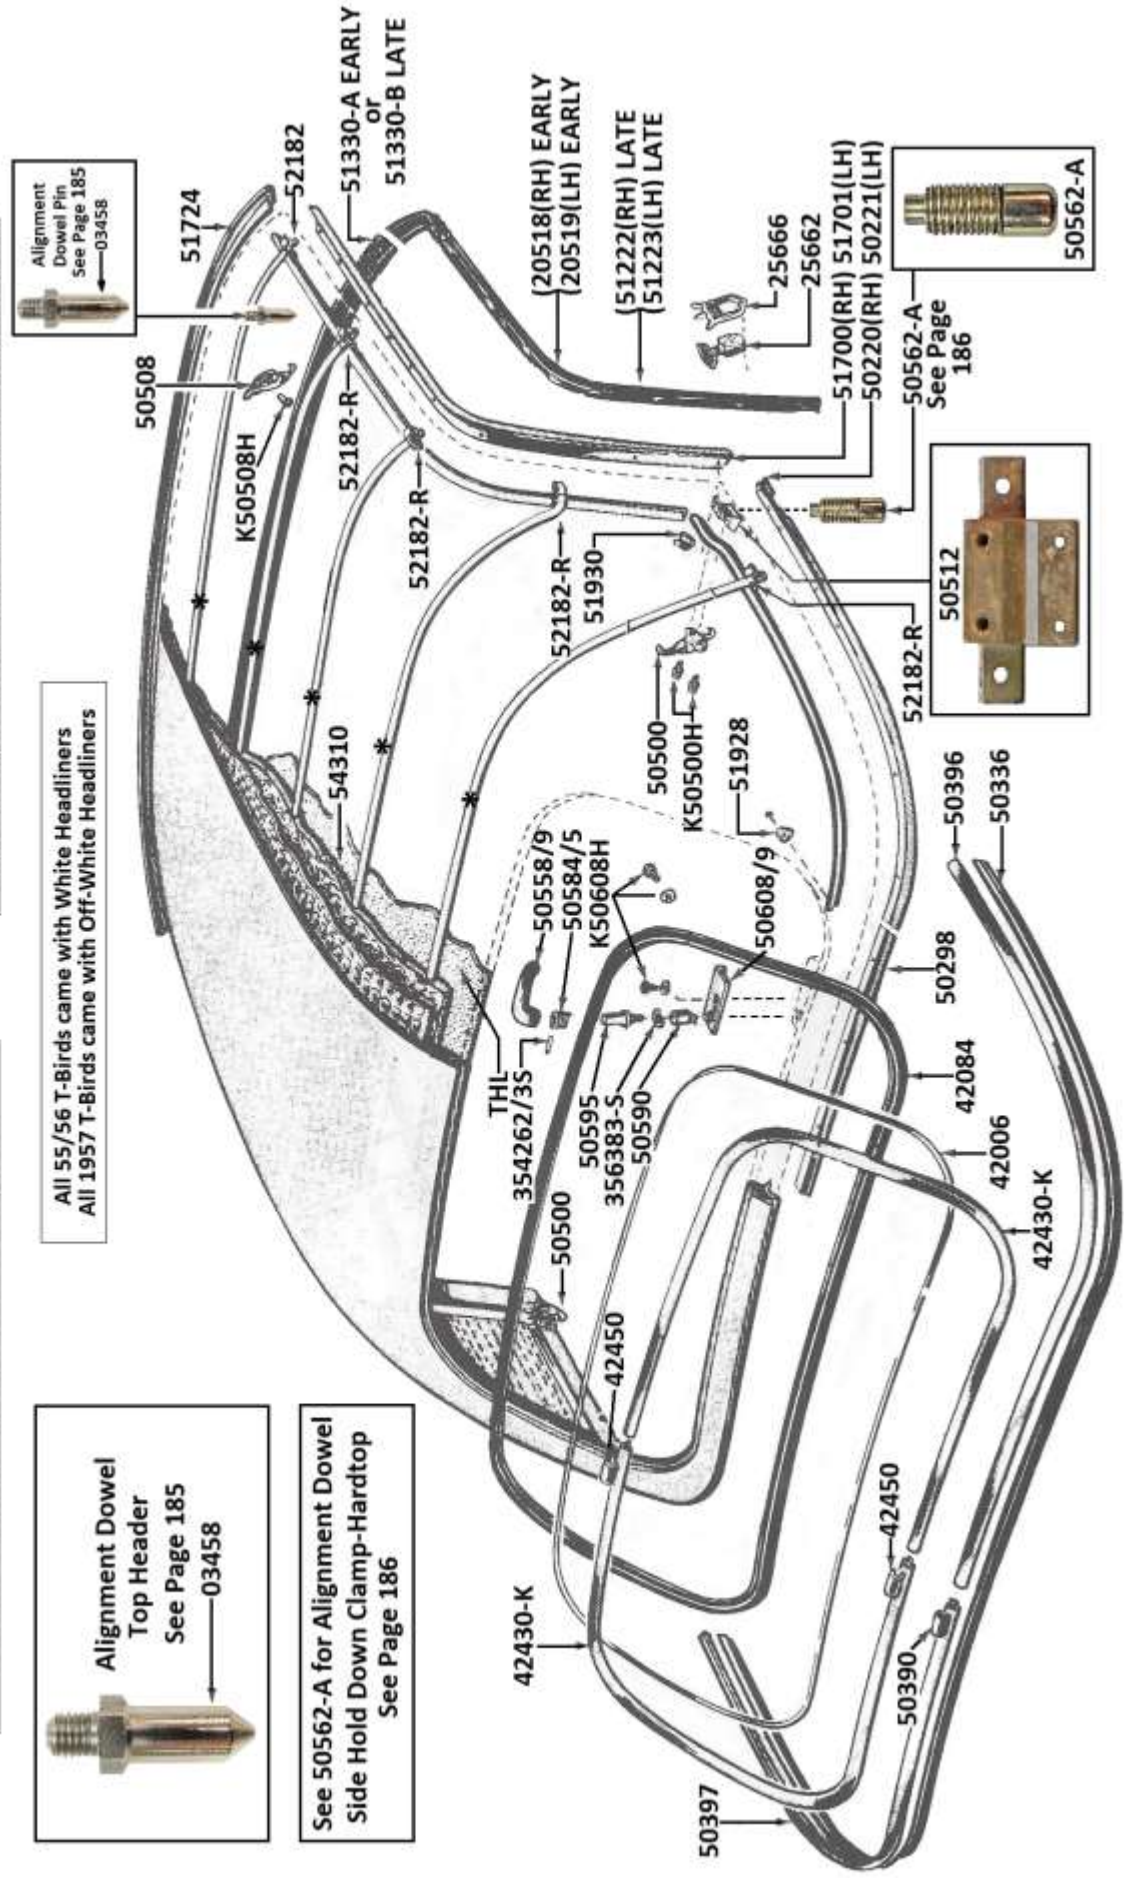 Alignment Dowel
Top Header
See Page 185
03458
See 50562-A for Alignment Dowel
Side Hold Down Clamp-Hardtop
See Page 186
All 55/56 T-Birds came with White Headliners
All 1957 T-Birds came with Off-White Headliners
Alignment
Dowel Pin
See Page 185
03458
51724
52182
51330-A EARLY
or
51330-B LATE
50508
K50508H
52182-R
52182-R
52182-R
51930
(20518(RH) EARLY
(20519(LH) EARLY
(51222(RH) LATE
(51223(LH) LATE
25666
25662
51700(RH) 51701(LH)
50220(RH) 50221(LH)
50562-A
See Page
186
50562-A
50512
52182-R
*
*
*
*
*
54310
50500
K50500H
51928
50558/9
50584/5
K50608H
50608/9
THL
354262/3S
50595
356383-S
50590
50500
42450
50396
50336
50298
42084
42006
42430-K
42430-K
42450
50390
50397